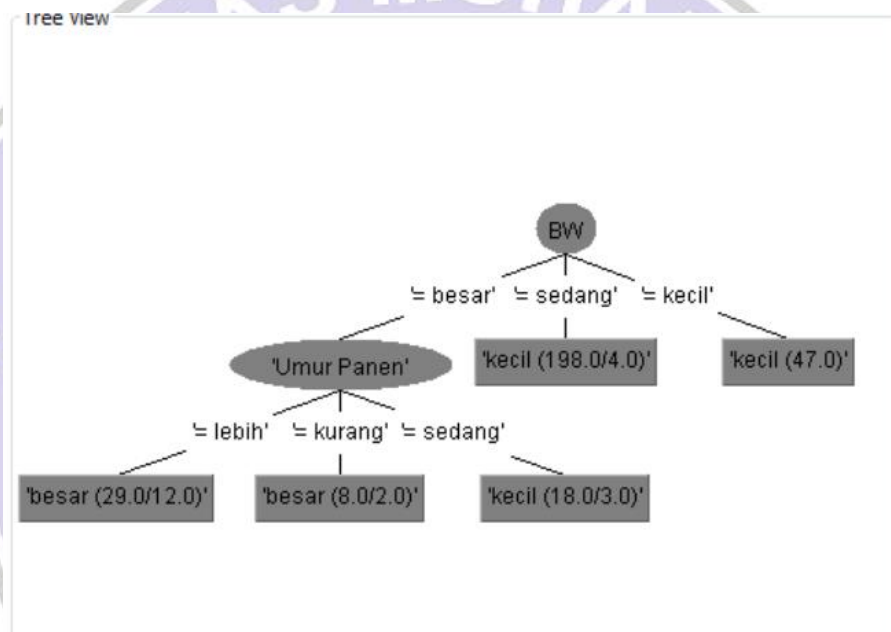 Tree View
BW
'= besar' '= sedang' '= kecil'
'Umur Panen' 'kecil (198.0/4.0)' 'kecil (47.0)'
'= lebih' '= kurang' '= sedang'
'besar (29.0/12.0)' 'besar (8.0/2.0)' 'kecil (18.0/3.0)'